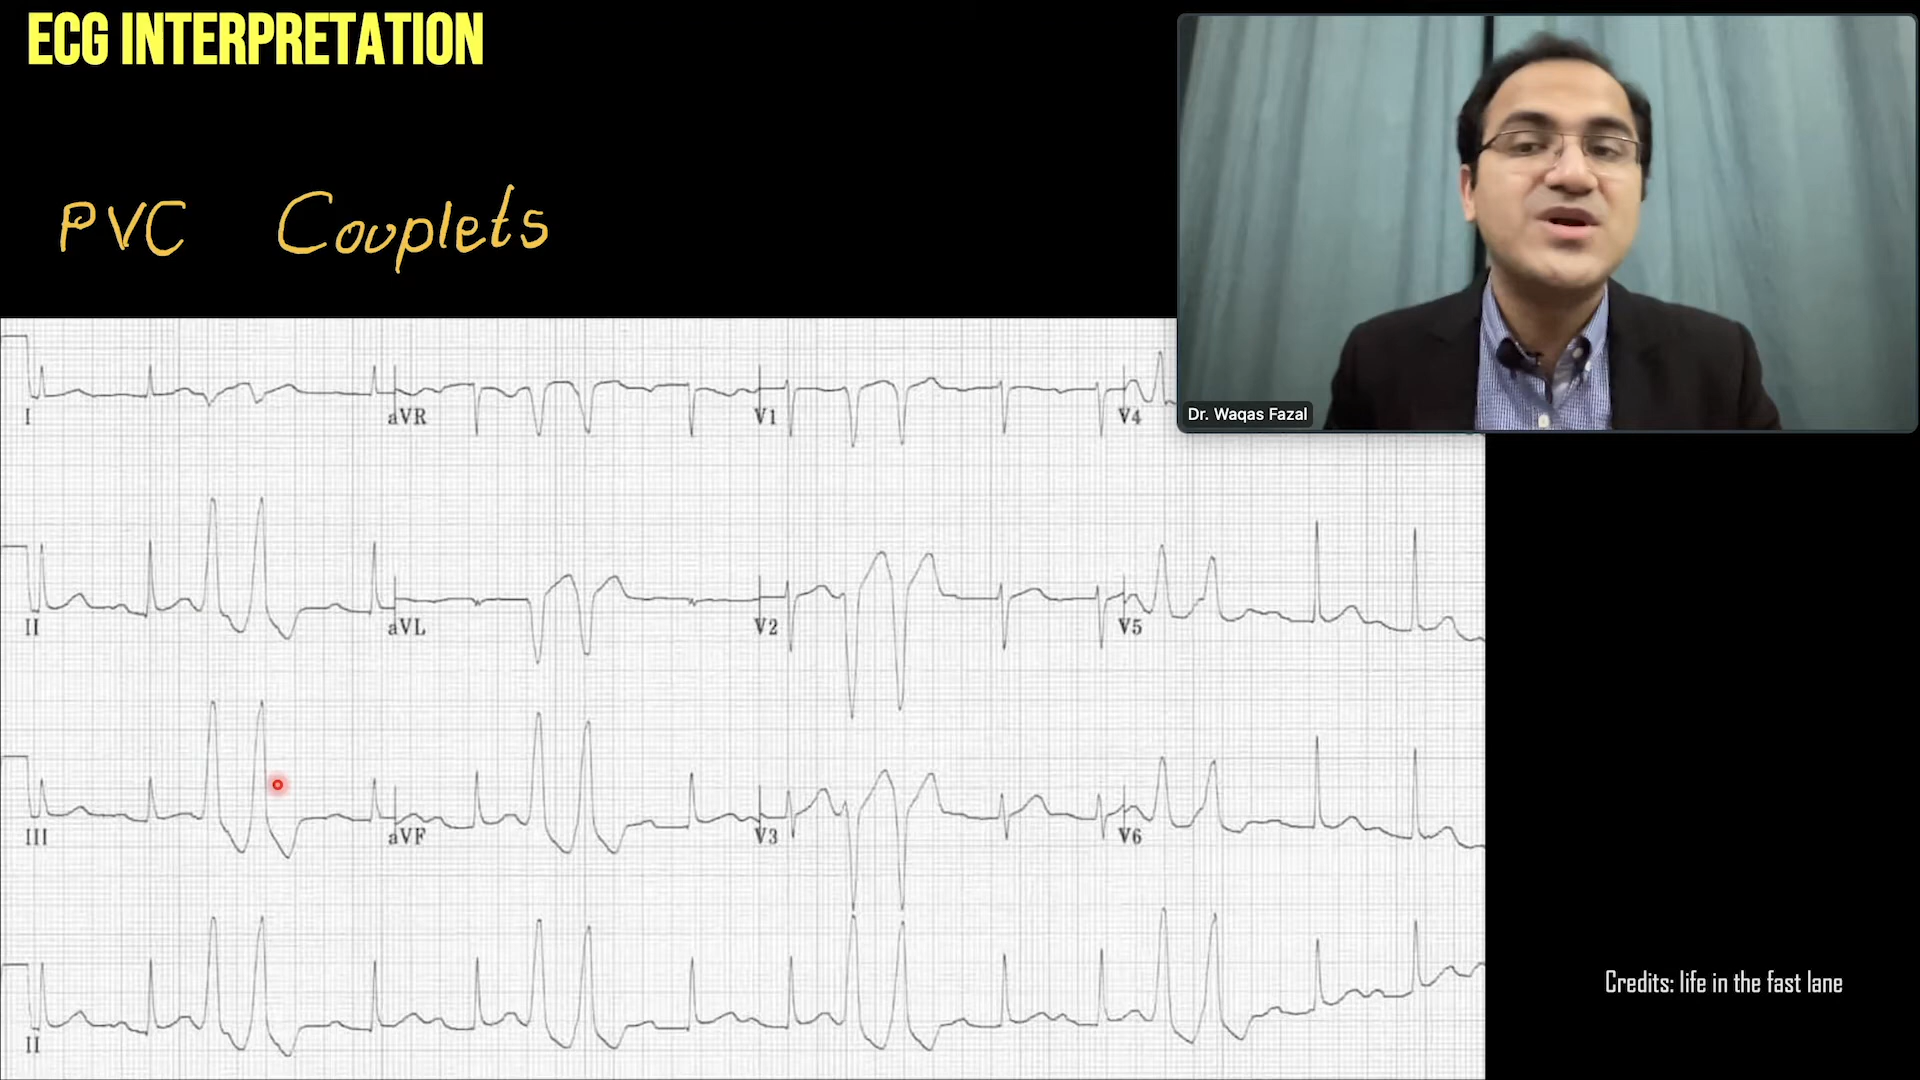 ECG INTERPRETATION
PVC Couplets
Dr. Waqas Fazal
I aVR V1 V4
II aVL V2 V5
III aVF V3 V6
II
Credits: life in the fast lane